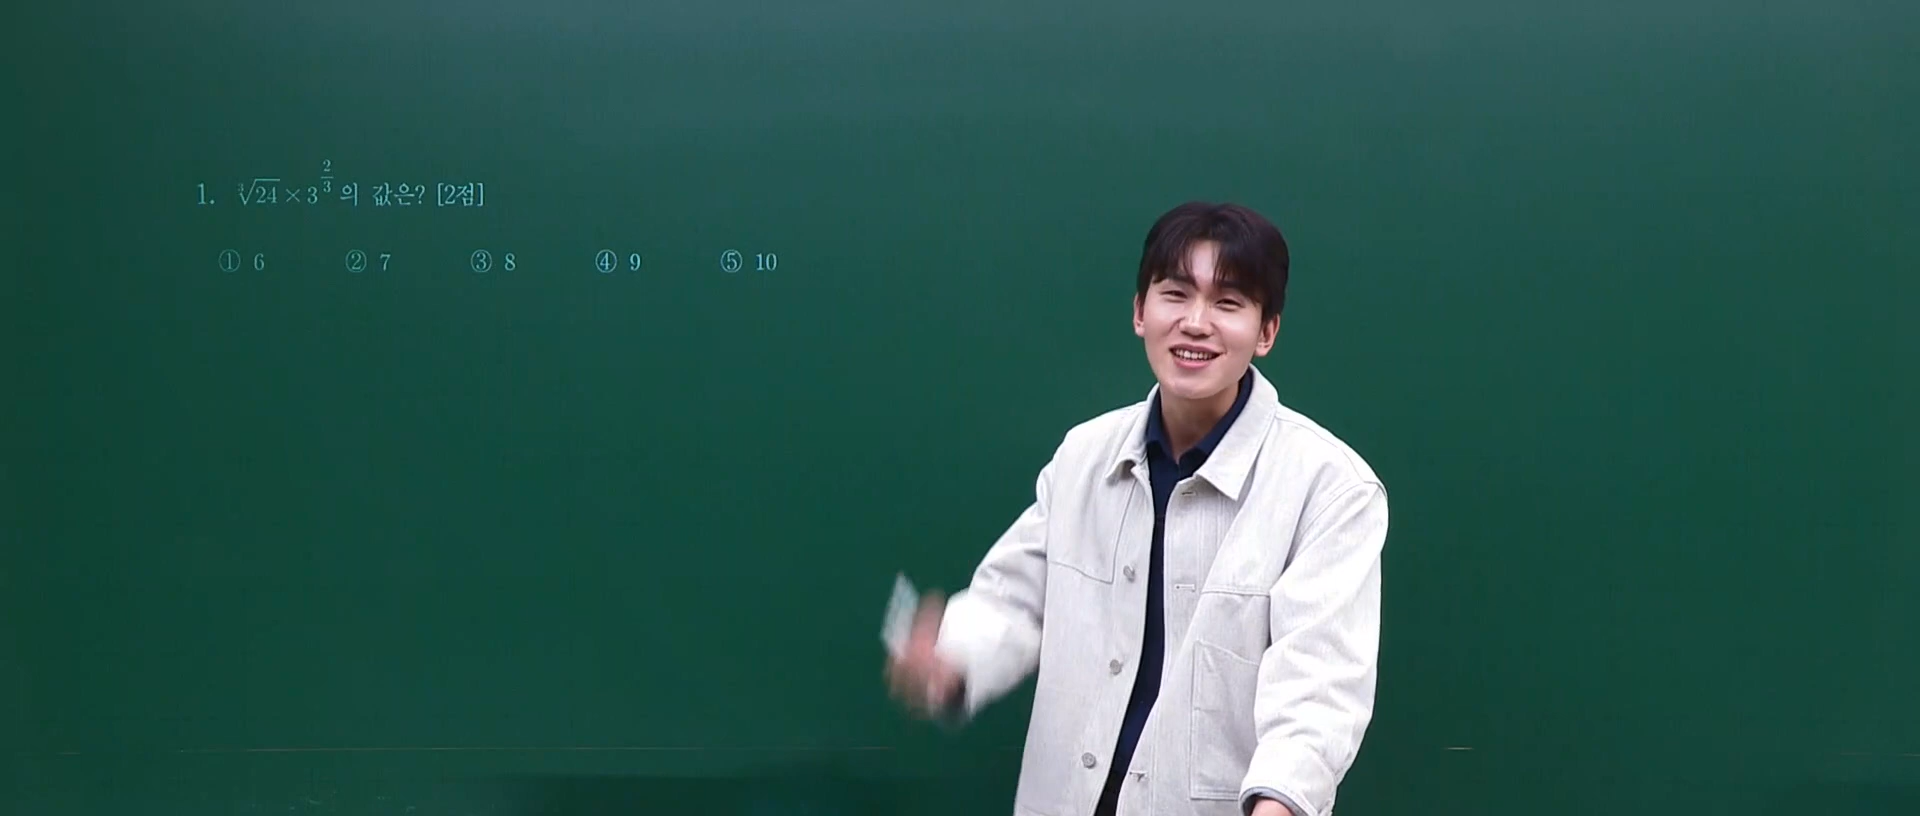 1. ∛24 × 3^(2/3) 의 값은? [2점]
① 6 ② 7 ③ 8 ④ 9 ⑤ 10